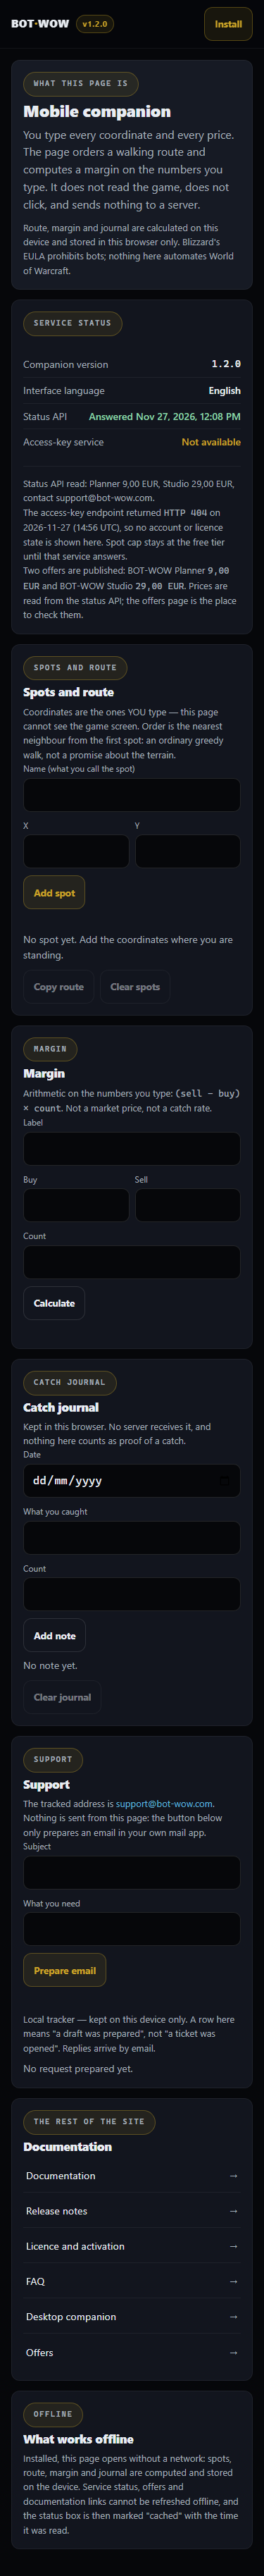 BOT·WOW v1.2.0 Install
WHAT THIS PAGE IS
Mobile companion
You type every coordinate and every price.
The page orders a walking route and
computes a margin on the numbers you
type. It does not read the game, does not
click, and sends nothing to a server.
Route, margin and journal are calculated on this
device and stored in this browser only. Blizzard's
EULA prohibits bots; nothing here automates World
of Warcraft.
SERVICE STATUS
Companion version 1.2.0
Interface language English
Status API Answered Nov 27, 2026, 12:08 PM
Access-key service Not available
Status API read: Planner 9,00 EUR, Studio 29,00 EUR,
contact support@bot-wow.com.
The access-key endpoint returned HTTP 404 on
2026-11-27 (14:56 UTC), so no account or licence
state is shown here. Spot cap stays at the free tier
until that service answers.
Two offers are published: BOT-WOW Planner 9,00
EUR and BOT-WOW Studio 29,00 EUR. Prices are
read from the status API; the offers page is the place
to check them.
SPOTS AND ROUTE
Spots and route
Coordinates are the ones YOU type — this page
cannot see the game screen. Order is the nearest
neighbour from the first spot: an ordinary greedy
walk, not a promise about the terrain.
Name (what you call the spot)
X Y
Add spot
No spot yet. Add the coordinates where you are
standing.
Copy route Clear spots
MARGIN
Margin
Arithmetic on the numbers you type: (sell − buy)
× count. Not a market price, not a catch rate.
Label
Buy Sell
Count
Calculate
CATCH JOURNAL
Catch journal
Kept in this browser. No server receives it, and
nothing here counts as proof of a catch.
Date
dd/mm/yyyy
What you caught
Count
Add note
No note yet.
Clear journal
SUPPORT
Support
The tracked address is support@bot-wow.com.
Nothing is sent from this page: the button below
only prepares an email in your own mail app.
Subject
What you need
Prepare email
Local tracker — kept on this device only. A row here
means "a draft was prepared", not "a ticket was
opened". Replies arrive by email.
No request prepared yet.
THE REST OF THE SITE
Documentation
Documentation →
Release notes →
Licence and activation →
FAQ →
Desktop companion →
Offers →
OFFLINE
What works offline
Installed, this page opens without a network: spots,
route, margin and journal are computed and stored
on the device. Service status, offers and
documentation links cannot be refreshed offline, and
the status box is then marked "cached" with the time
it was read.